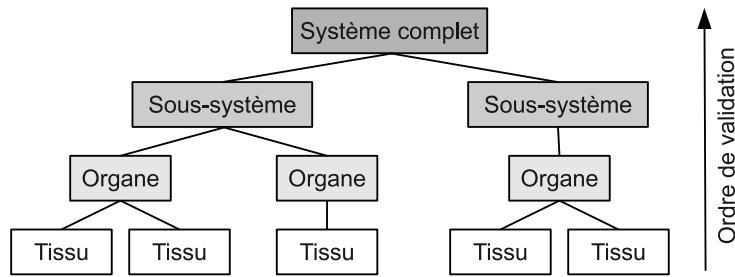 Système complet
Sous-système
Sous-système
Organe
Organe
Organe
Tissu
Tissu
Tissu
Tissu
Tissu
Ordre de validation